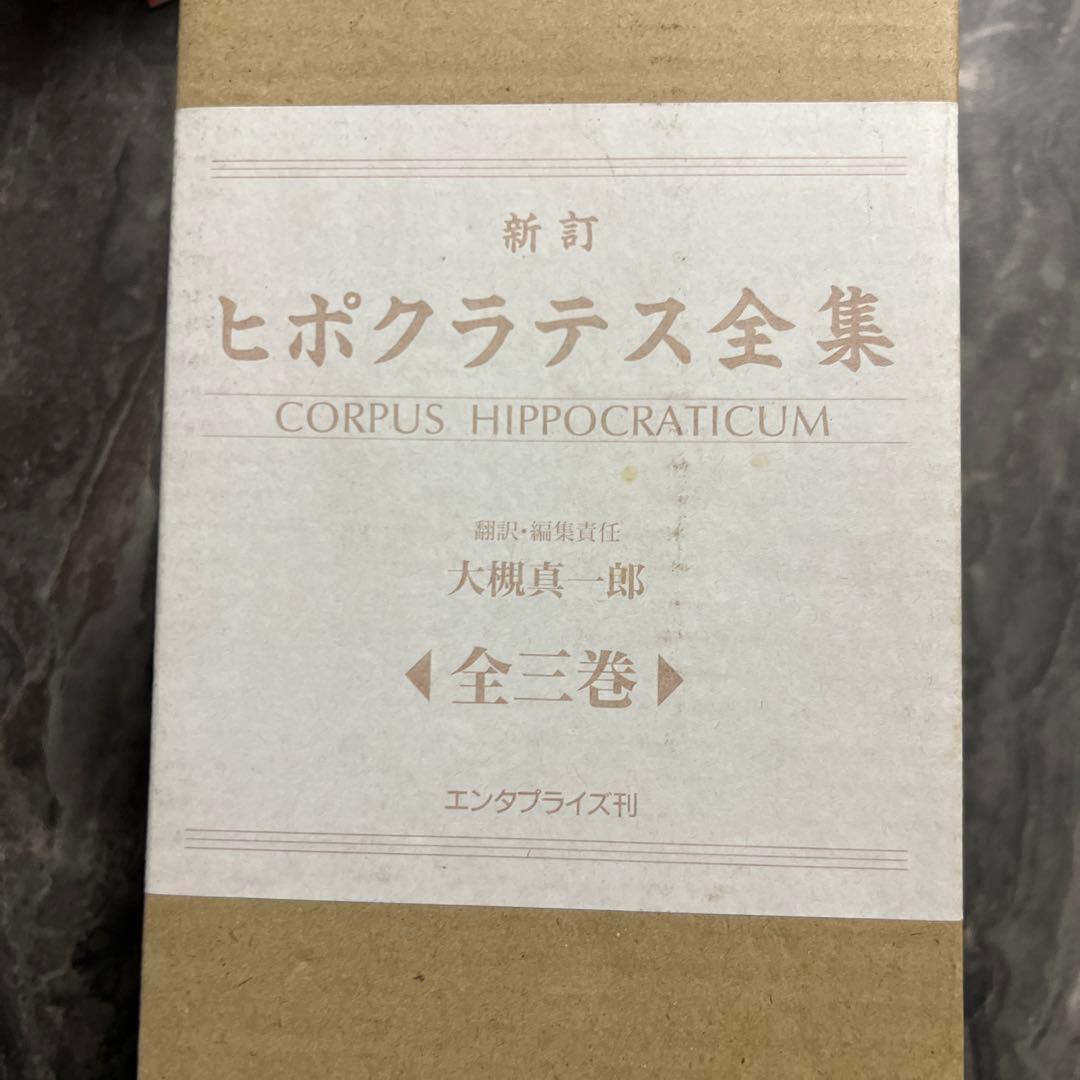 新訂
ヒポクラテス全集
CORPUS HIPPOCRATICUM
翻訳・編集責任
大槻真一郎
◀全三巻▶
エンタプライズ刊